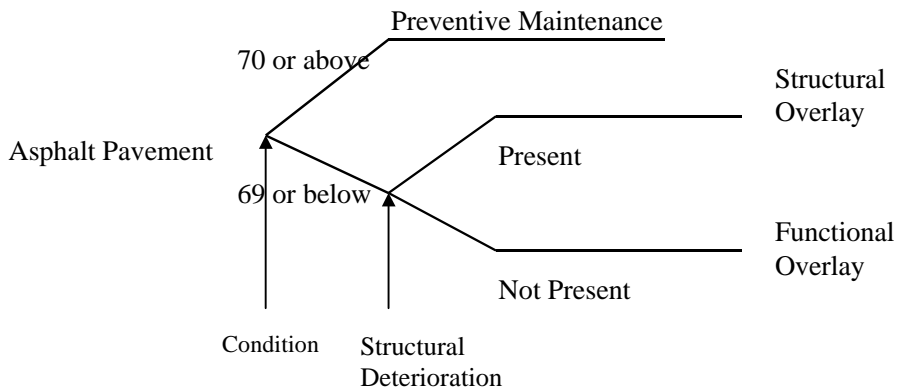 Preventive Maintenance
70 or above
Structural
Overlay
Asphalt Pavement
Present
69 or below
Functional
Overlay
Not Present
Condition
Structural
Deterioration